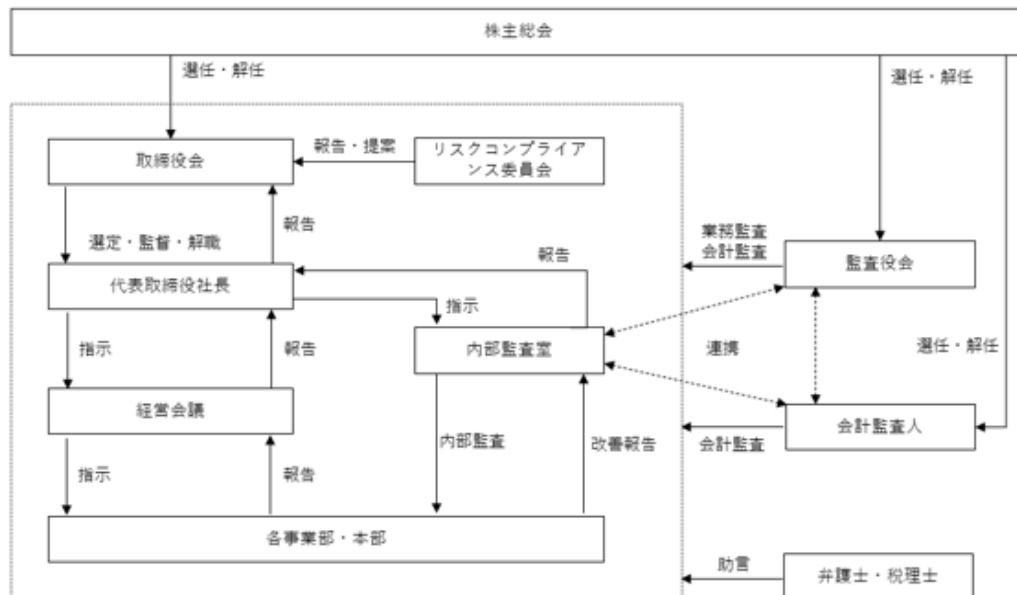 株主総会
選任・解任
選任・解任
取締役会
報告・提案
リスクコンプライ
アンス委員会
選定・監督・解職
報告
業務監査
会計監査
監査役会
報告
代表取締役社長
指示
内部監査室
連携
選任・解任
指示
報告
経営会議
会計監査
会計監査人
指示
報告
内部監査
改善報告
各事業部・本部
助言
弁護士・税理士